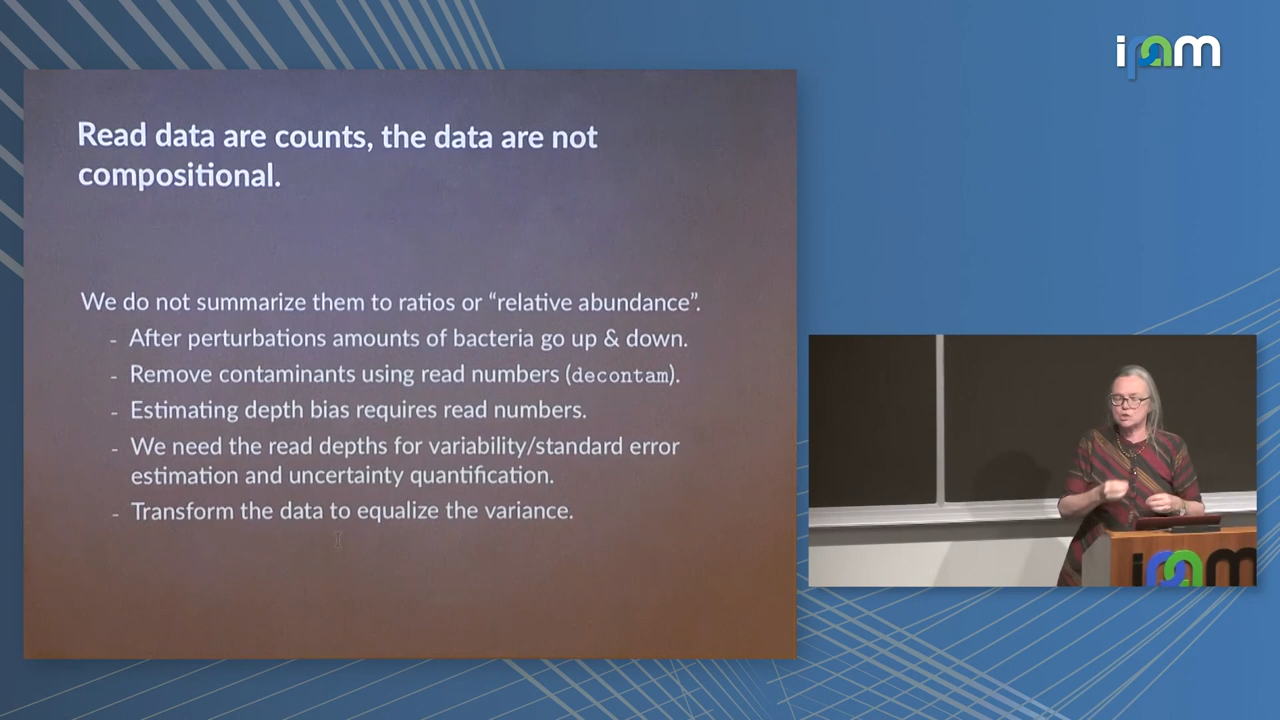 ipam
Read data are counts, the data are not
compositional.
We do not summarize them to ratios or “relative abundance”.
- After perturbations amounts of bacteria go up & down.
- Remove contaminants using read numbers (decontam).
- Estimating depth bias requires read numbers.
- We need the read depths for variability/standard error
estimation and uncertainty quantification.
- Transform the data to equalize the variance.
ipam